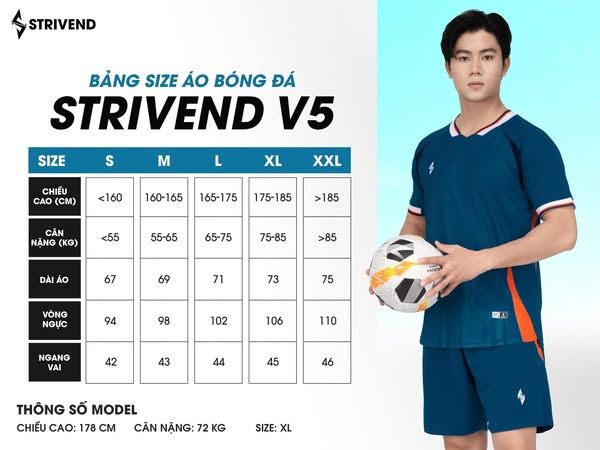 STRIVEND
BẢNG SIZE ÁO BÓNG ĐÁ
STRIVEND V5
SIZE S M L XL XXL
CHIỀU
CAO (CM) <160 160-165 165-175 175-185 >185
CÂN
NẶNG (KG) <55 55-65 65-75 75-85 >85
DÀI ÁO 67 69 71 73 75
VÒNG
NGỰC 94 98 102 106 110
NGANG
VAI 42 43 44 45 46
THÔNG SỐ MODEL
CHIỀU CAO: 178 CM CÂN NẶNG: 72 KG SIZE: XL